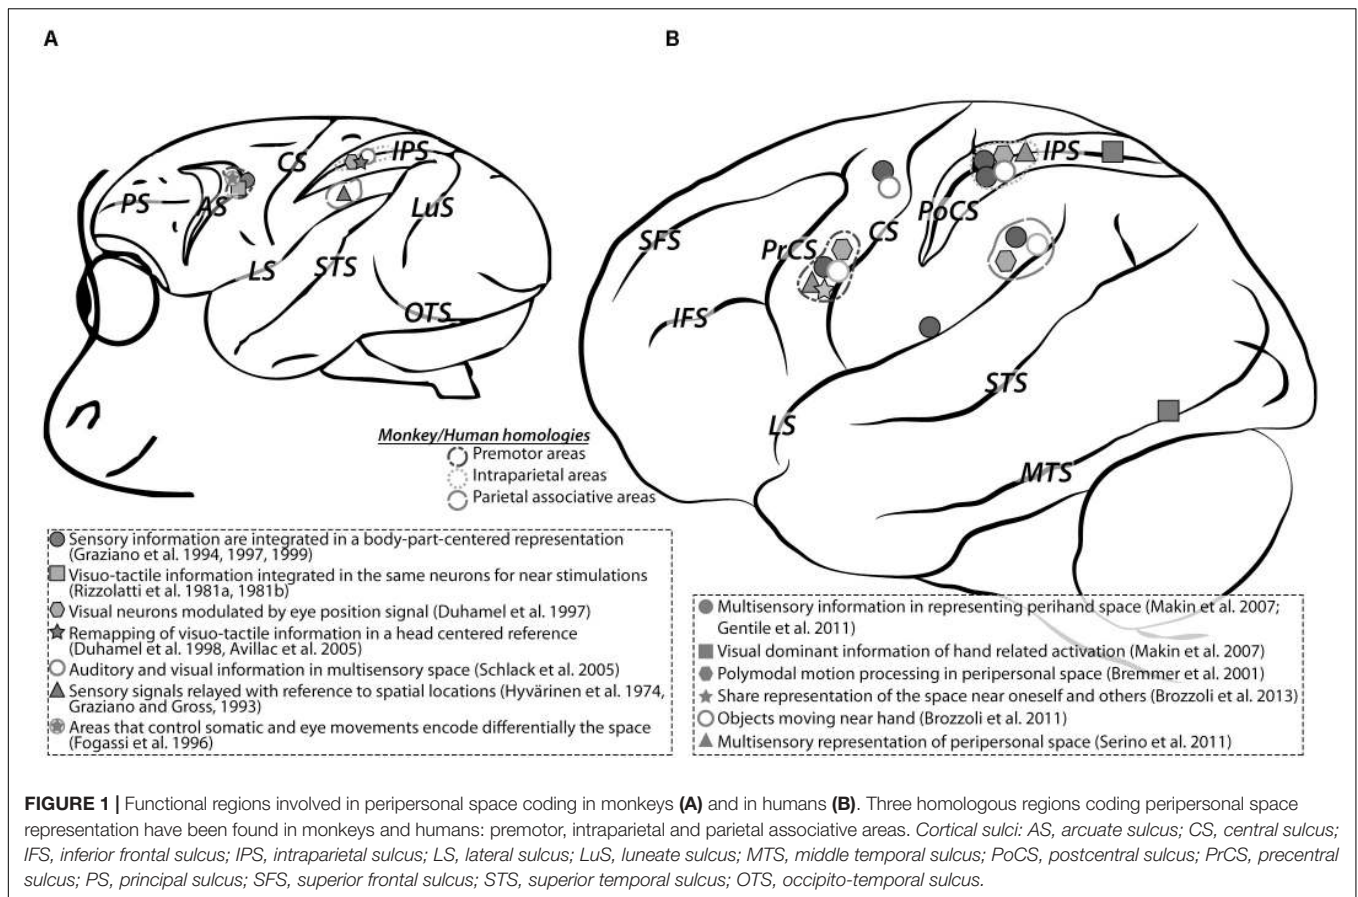 A
B
CS
IPS
PS
AS
LuS
LS
STS
OTS
SFS
PrCS
CS
PoCS
IPS
IFS
LS
STS
MTS
Monkey/Human homologies
Premotor areas
Intraparietal areas
Parietal associative areas
Sensory information are integrated in a body-part-centered representation
(Graziano et al. 1994, 1997, 1999)
Visuo-tactile information integrated in the same neurons for near stimulations
(Rizzolatti et al. 1981a, 1981b)
Visual neurons modulated by eye position signal (Duhamel et al. 1997)
Remapping of visuo-tactile information in a head centered reference
(Duhamel et al. 1998, Avillac et al. 2005)
Auditory and visual information in multisensory space (Schlack et al. 2005)
Sensory signals relayed with reference to spatial locations (Hyvärinen et al. 1974,
Graziano and Gross, 1993)
Areas that control somatic and eye movements encode differentially the space
(Fogassi et al. 1996)
Multisensory information in representing perihand space (Makin et al. 2007;
Gentile et al. 2011)
Visual dominant information of hand related activation (Makin et al. 2007)
Polymodal motion processing in peripersonal space (Bremmer et al. 2001)
Share representation of the space near oneself and others (Brozzoli et al. 2013)
Objects moving near hand (Brozzoli et al. 2011)
Multisensory representation of peripersonal space (Serino et al. 2011)
FIGURE 1 | Functional regions involved in peripersonal space coding in monkeys (A) and in humans (B). Three homologous regions coding peripersonal space
representation have been found in monkeys and humans: premotor, intraparietal and parietal associative areas. Cortical sulci: AS, arcuate sulcus; CS, central sulcus;
IFS, inferior frontal sulcus; IPS, intraparietal sulcus; LS, lateral sulcus; LuS, luneate sulcus; MTS, middle temporal sulcus; PoCS, postcentral sulcus; PrCS, precentral
sulcus; PS, principal sulcus; SFS, superior frontal sulcus; STS, superior temporal sulcus; OTS, occipito-temporal sulcus.